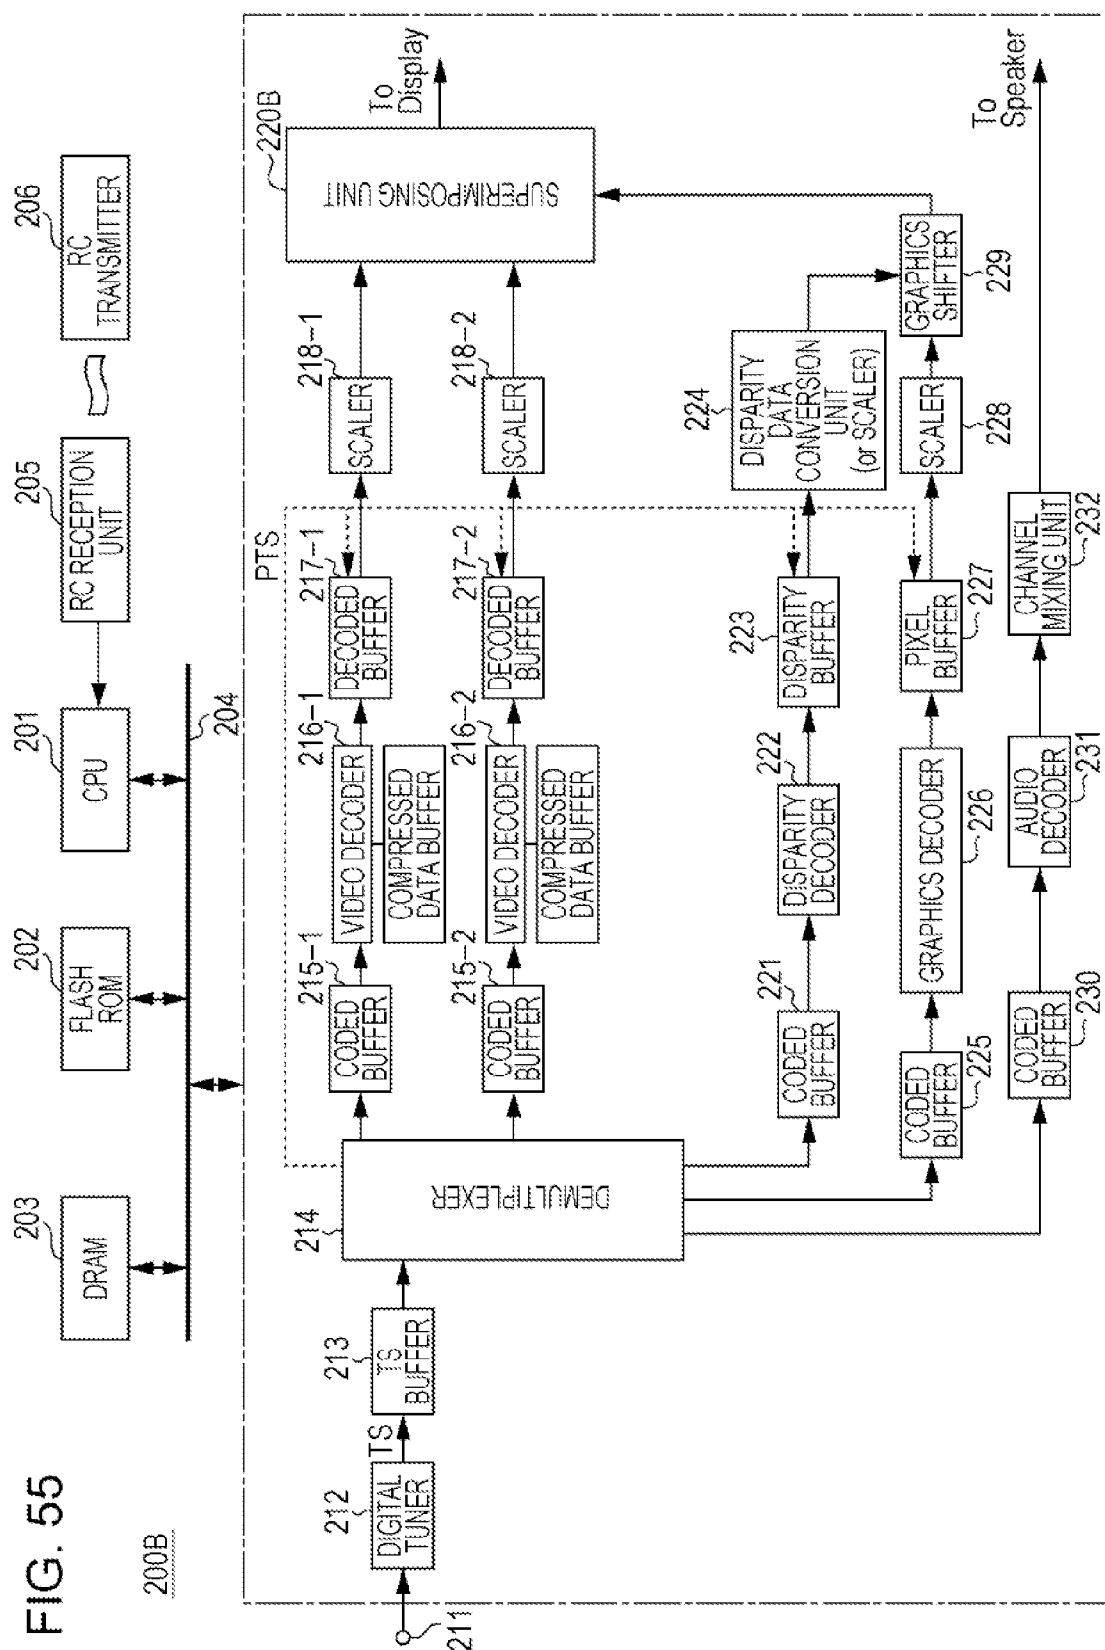 FIG. 55
200B
203
DRAM
202
FLASH
ROM
201
CPU
204
205
RC RECEPTION
UNIT
206
RC
TRANSMITTER
211
212
DIGITAL
TUNER
TS
213
TS
BUFFER
214
DEMULTIPLEXER
PTS
215-1
CODED
BUFFER
216-1
VIDEO DECODER
COMPRESSED
DATA BUFFER
217-1
DECODED
BUFFER
218-1
SCALER
215-2
CODED
BUFFER
216-2
VIDEO DECODER
COMPRESSED
DATA BUFFER
217-2
DECODED
BUFFER
218-2
SCALER
220B
SUPERIMPOSING UNIT
To
Display
221
CODED
BUFFER
222
DISPARITY
DECODER
223
DISPARITY
BUFFER
224
DISPARITY
DATA
CONVERSION
UNIT
(or SCALER)
CODED
BUFFER
225
GRAPHICS DECODER
226
PIXEL
BUFFER
227
SCALER
228
GRAPHICS
SHIFTER
229
CODED
BUFFER
230
AUDIO
DECODER
231
CHANNEL
MIXING UNIT
232
To
Speaker